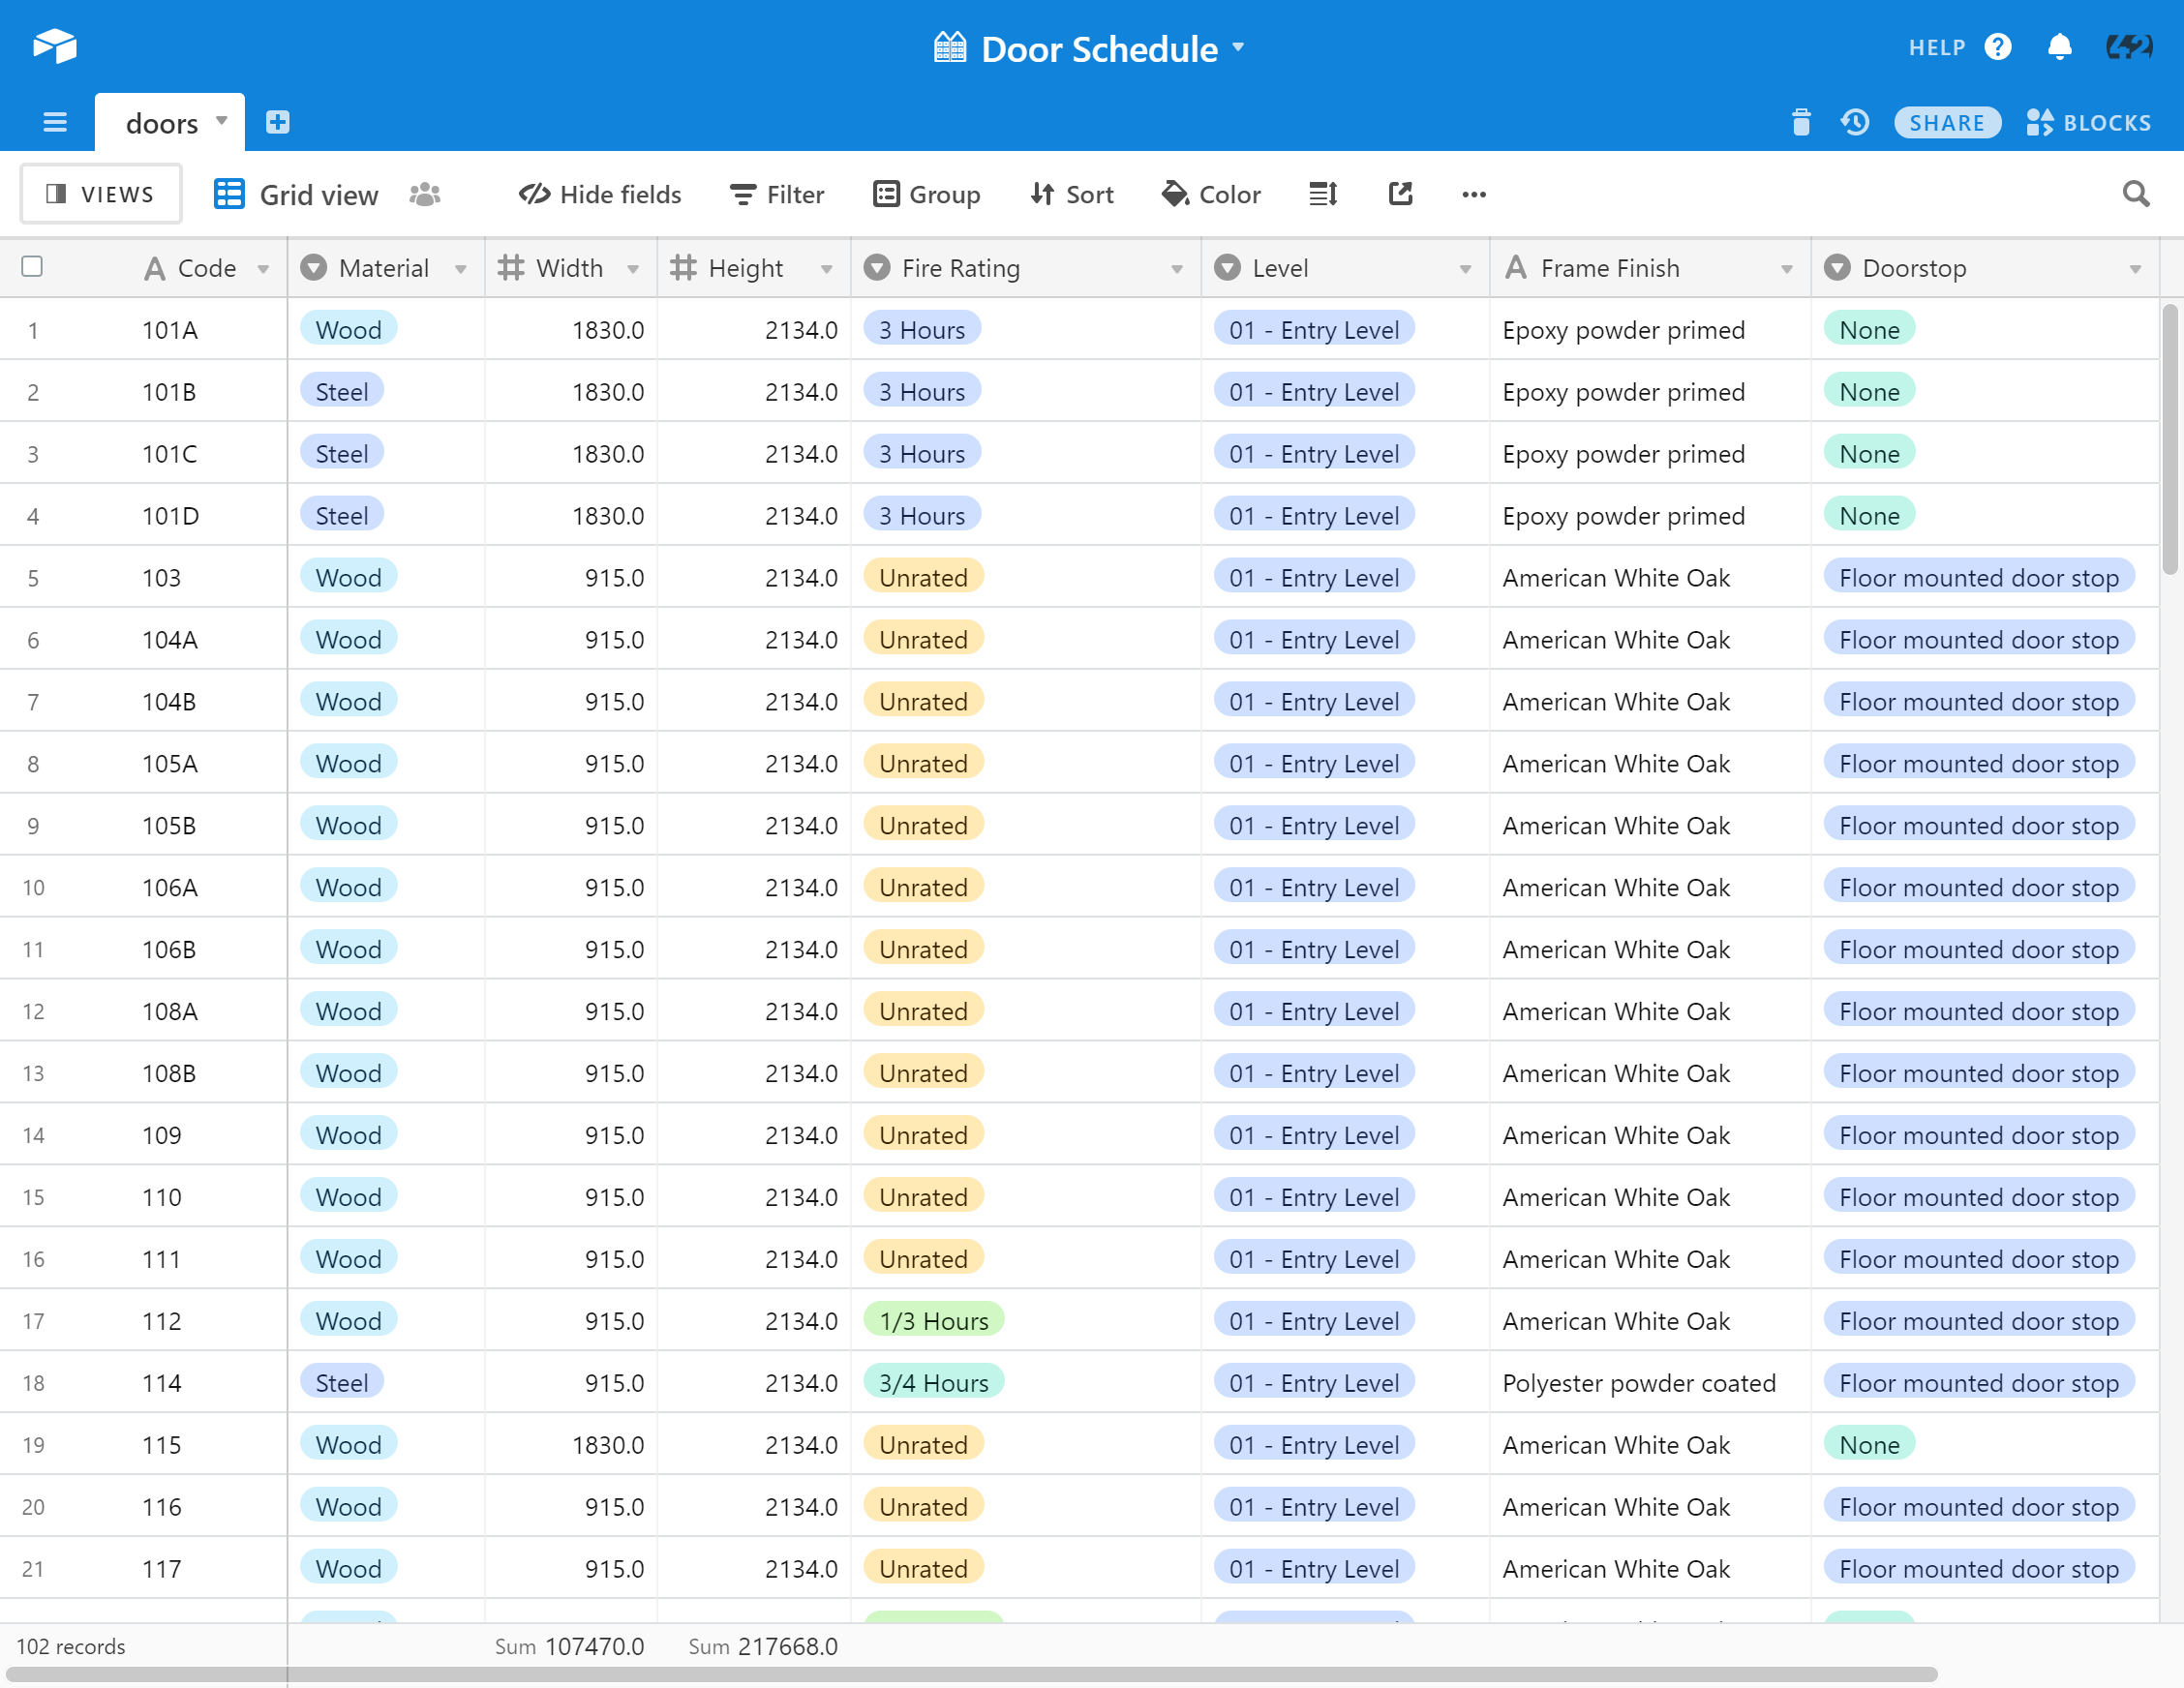 Door Schedule
HELP ?
42
doors
SHARE BLOCKS
VIEWS Grid view Hide fields Filter Group Sort Color
A Code Material Width Height Fire Rating Level A Frame Finish Doorstop
1 101A Wood 1830.0 2134.0 3 Hours 01 - Entry Level Epoxy powder primed None
2 101B Steel 1830.0 2134.0 3 Hours 01 - Entry Level Epoxy powder primed None
3 101C Steel 1830.0 2134.0 3 Hours 01 - Entry Level Epoxy powder primed None
4 101D Steel 1830.0 2134.0 3 Hours 01 - Entry Level Epoxy powder primed None
5 103 Wood 915.0 2134.0 Unrated 01 - Entry Level American White Oak Floor mounted door stop
6 104A Wood 915.0 2134.0 Unrated 01 - Entry Level American White Oak Floor mounted door stop
7 104B Wood 915.0 2134.0 Unrated 01 - Entry Level American White Oak Floor mounted door stop
8 105A Wood 915.0 2134.0 Unrated 01 - Entry Level American White Oak Floor mounted door stop
9 105B Wood 915.0 2134.0 Unrated 01 - Entry Level American White Oak Floor mounted door stop
10 106A Wood 915.0 2134.0 Unrated 01 - Entry Level American White Oak Floor mounted door stop
11 106B Wood 915.0 2134.0 Unrated 01 - Entry Level American White Oak Floor mounted door stop
12 108A Wood 915.0 2134.0 Unrated 01 - Entry Level American White Oak Floor mounted door stop
13 108B Wood 915.0 2134.0 Unrated 01 - Entry Level American White Oak Floor mounted door stop
14 109 Wood 915.0 2134.0 Unrated 01 - Entry Level American White Oak Floor mounted door stop
15 110 Wood 915.0 2134.0 Unrated 01 - Entry Level American White Oak Floor mounted door stop
16 111 Wood 915.0 2134.0 Unrated 01 - Entry Level American White Oak Floor mounted door stop
17 112 Wood 915.0 2134.0 1/3 Hours 01 - Entry Level American White Oak Floor mounted door stop
18 114 Steel 915.0 2134.0 3/4 Hours 01 - Entry Level Polyester powder coated Floor mounted door stop
19 115 Wood 1830.0 2134.0 Unrated 01 - Entry Level American White Oak None
20 116 Wood 915.0 2134.0 Unrated 01 - Entry Level American White Oak Floor mounted door stop
21 117 Wood 915.0 2134.0 Unrated 01 - Entry Level American White Oak Floor mounted door stop
102 records Sum 107470.0 Sum 217668.0